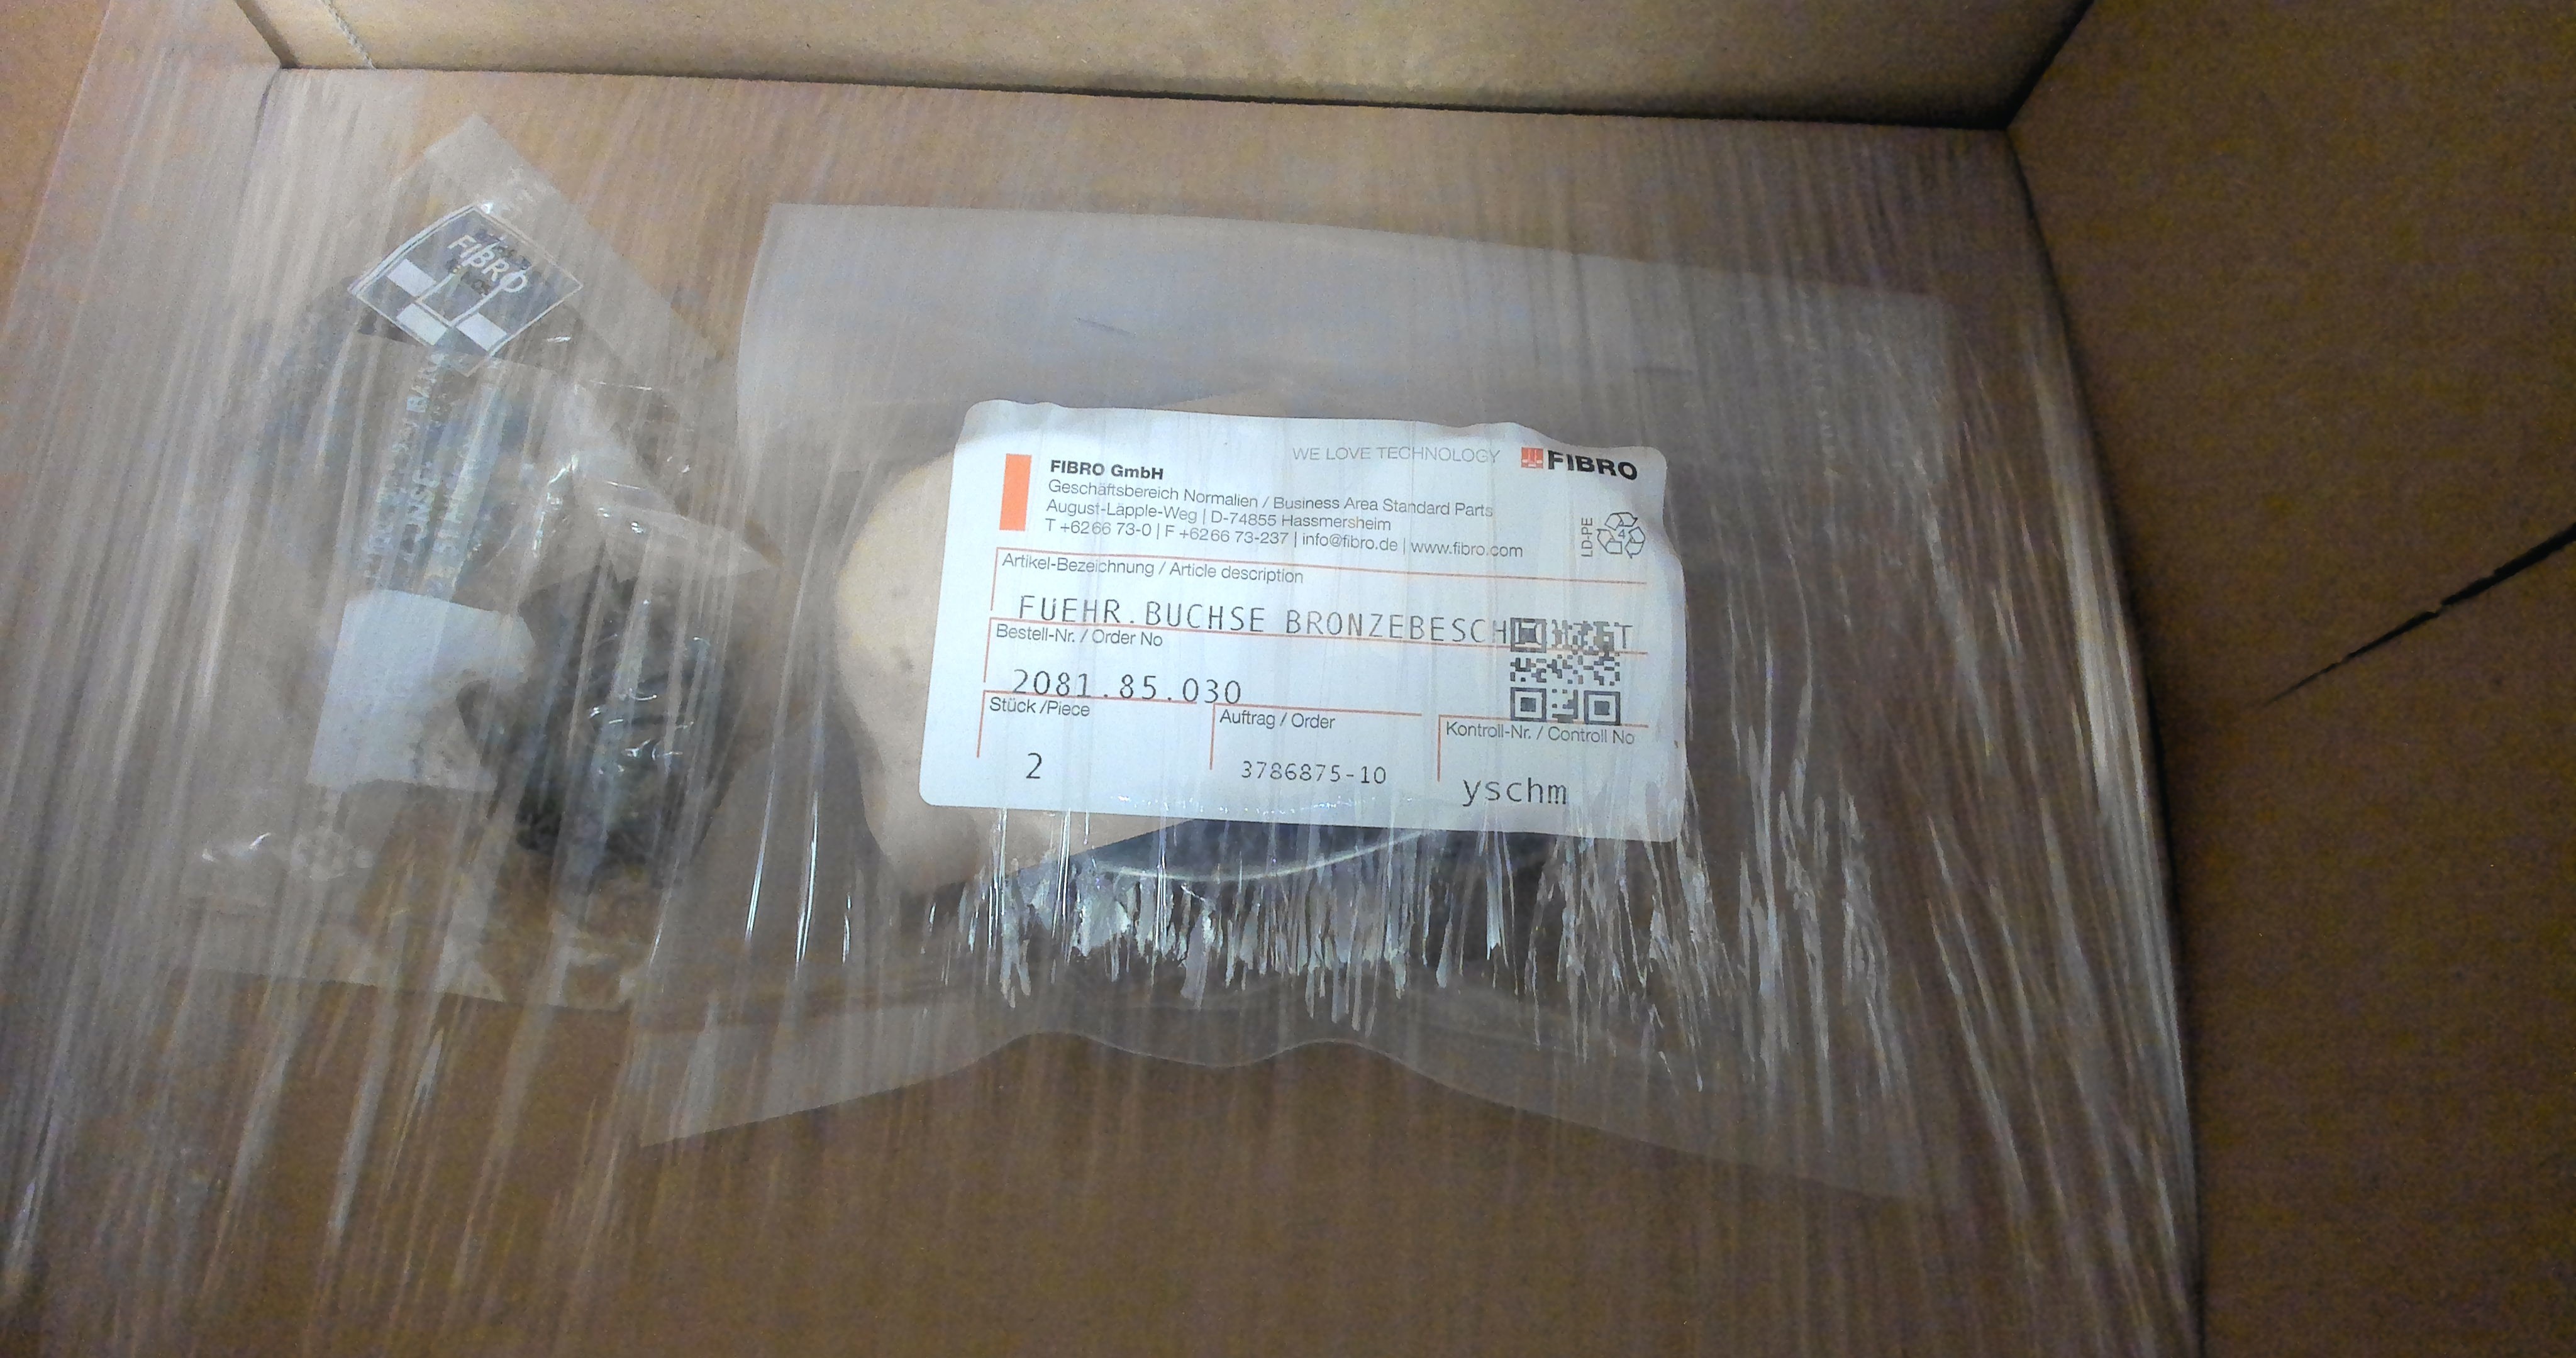 FIBRO
WE LOVE TECHNOLOGY FIBRO
FIBRO GmbH
Geschäftsbereich Normalien / Business Area Standard Parts
August-Läpple-Weg | D-74855 Hassmersheim
T +6266 73-0 | F +6266 73-237 | info@fibro.de | www.fibro.com
LD-PE
4
Artikel-Bezeichnung / Article description
FUEHR.BUCHSE BRONZEBESCH T
Bestell-Nr. / Order No
2081.85.030
Stück /Piece
2
Auftrag / Order
3786875-10
Kontroll-Nr. / Controll No
yschm